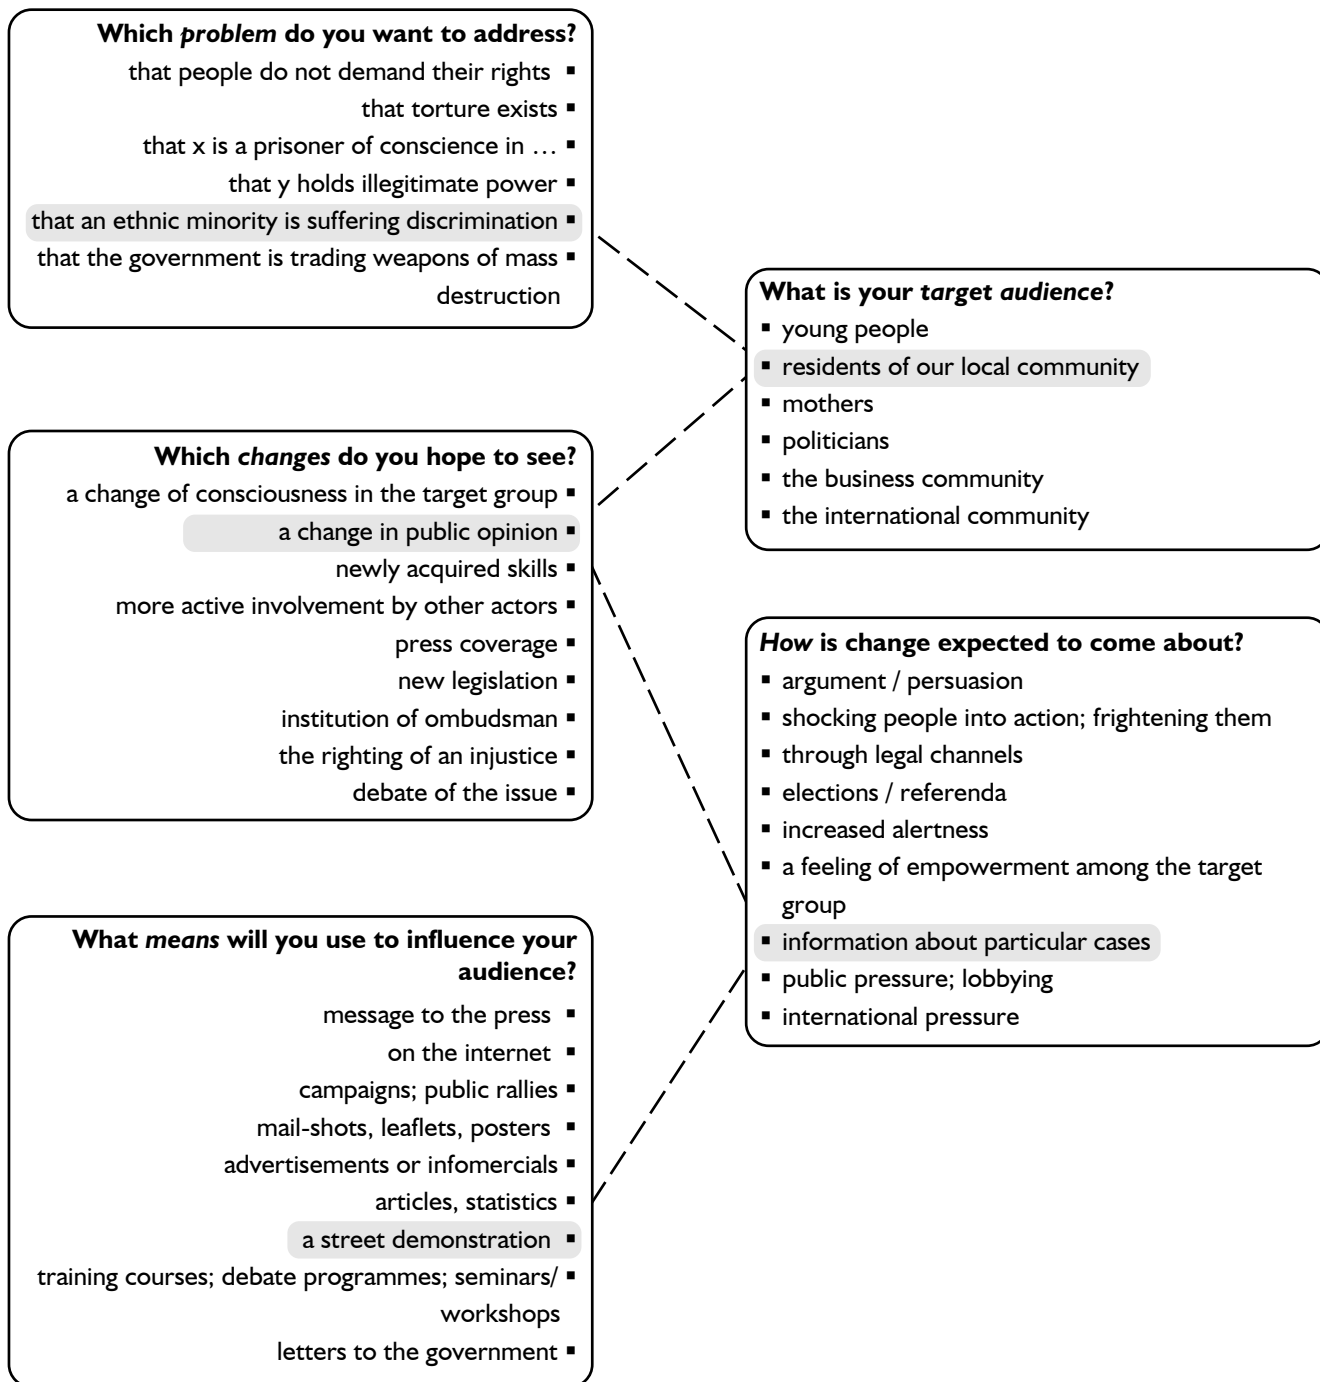 Which problem do you want to address?
that people do not demand their rights ▪
that torture exists ▪
that x is a prisoner of conscience in … ▪
that y holds illegitimate power ▪
that an ethnic minority is suffering discrimination ▪
that the government is trading weapons of mass ▪
destruction
What is your target audience?
▪ young people
▪ residents of our local community
▪ mothers
▪ politicians
▪ the business community
▪ the international community
Which changes do you hope to see?
a change of consciousness in the target group ▪
a change in public opinion ▪
newly acquired skills ▪
more active involvement by other actors ▪
press coverage ▪
new legislation ▪
institution of ombudsman ▪
the righting of an injustice ▪
debate of the issue ▪
How is change expected to come about?
▪ argument / persuasion
▪ shocking people into action; frightening them
▪ through legal channels
▪ elections / referenda
▪ increased alertness
▪ a feeling of empowerment among the target
group
▪ information about particular cases
▪ public pressure; lobbying
▪ international pressure
What means will you use to influence your
audience?
message to the press ▪
on the internet ▪
campaigns; public rallies ▪
mail-shots, leaflets, posters ▪
advertisements or infomercials ▪
articles, statistics ▪
a street demonstration ▪
training courses; debate programmes; seminars/ ▪
workshops
letters to the government ▪